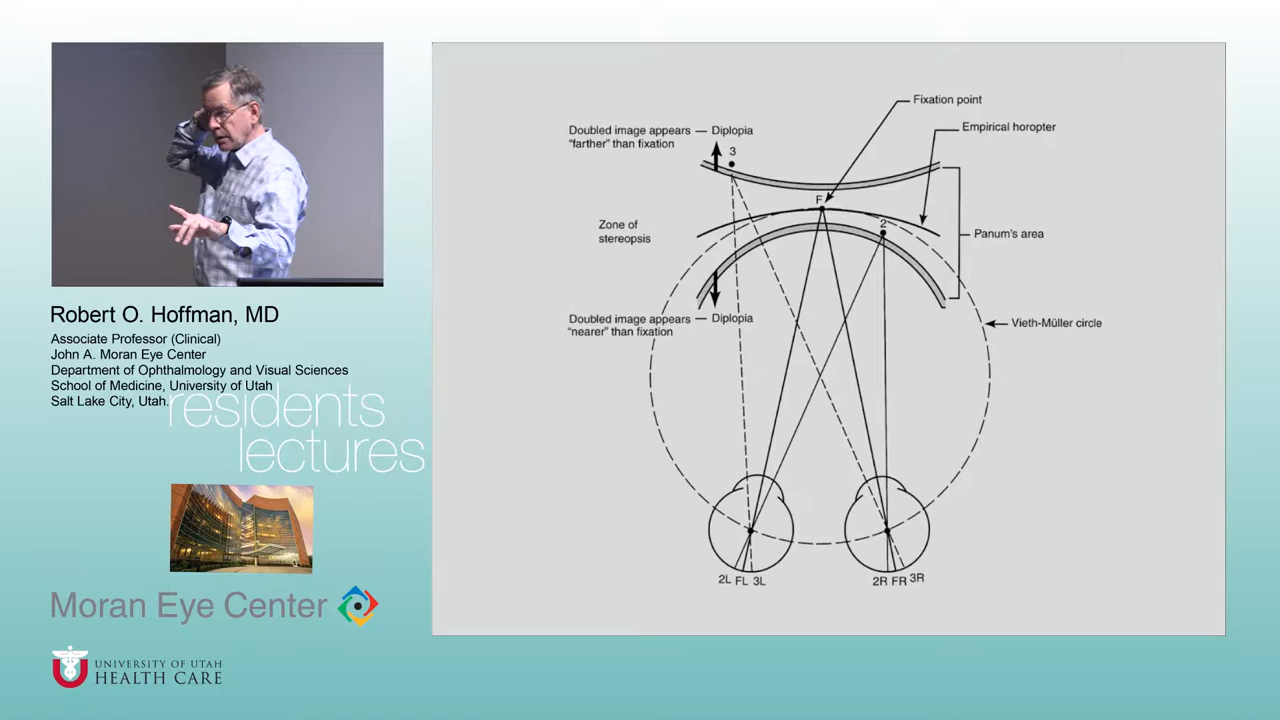 Robert O. Hoffman, MD
Associate Professor (Clinical)
John A. Moran Eye Center
Department of Ophthalmology and Visual Sciences
School of Medicine, University of Utah
Salt Lake City, Utah.
residents
lectures
Moran Eye Center
U
UNIVERSITY OF UTAH
HEALTH CARE
Fixation point
Empirical horopter
Doubled image appears — Diplopia
“farther” than fixation
3
F
2
Zone of
stereopsis
Panum's area
Doubled image appears — Diplopia
“nearer” than fixation
Vieth-Müller circle
2L FL 3L
2R FR 3R